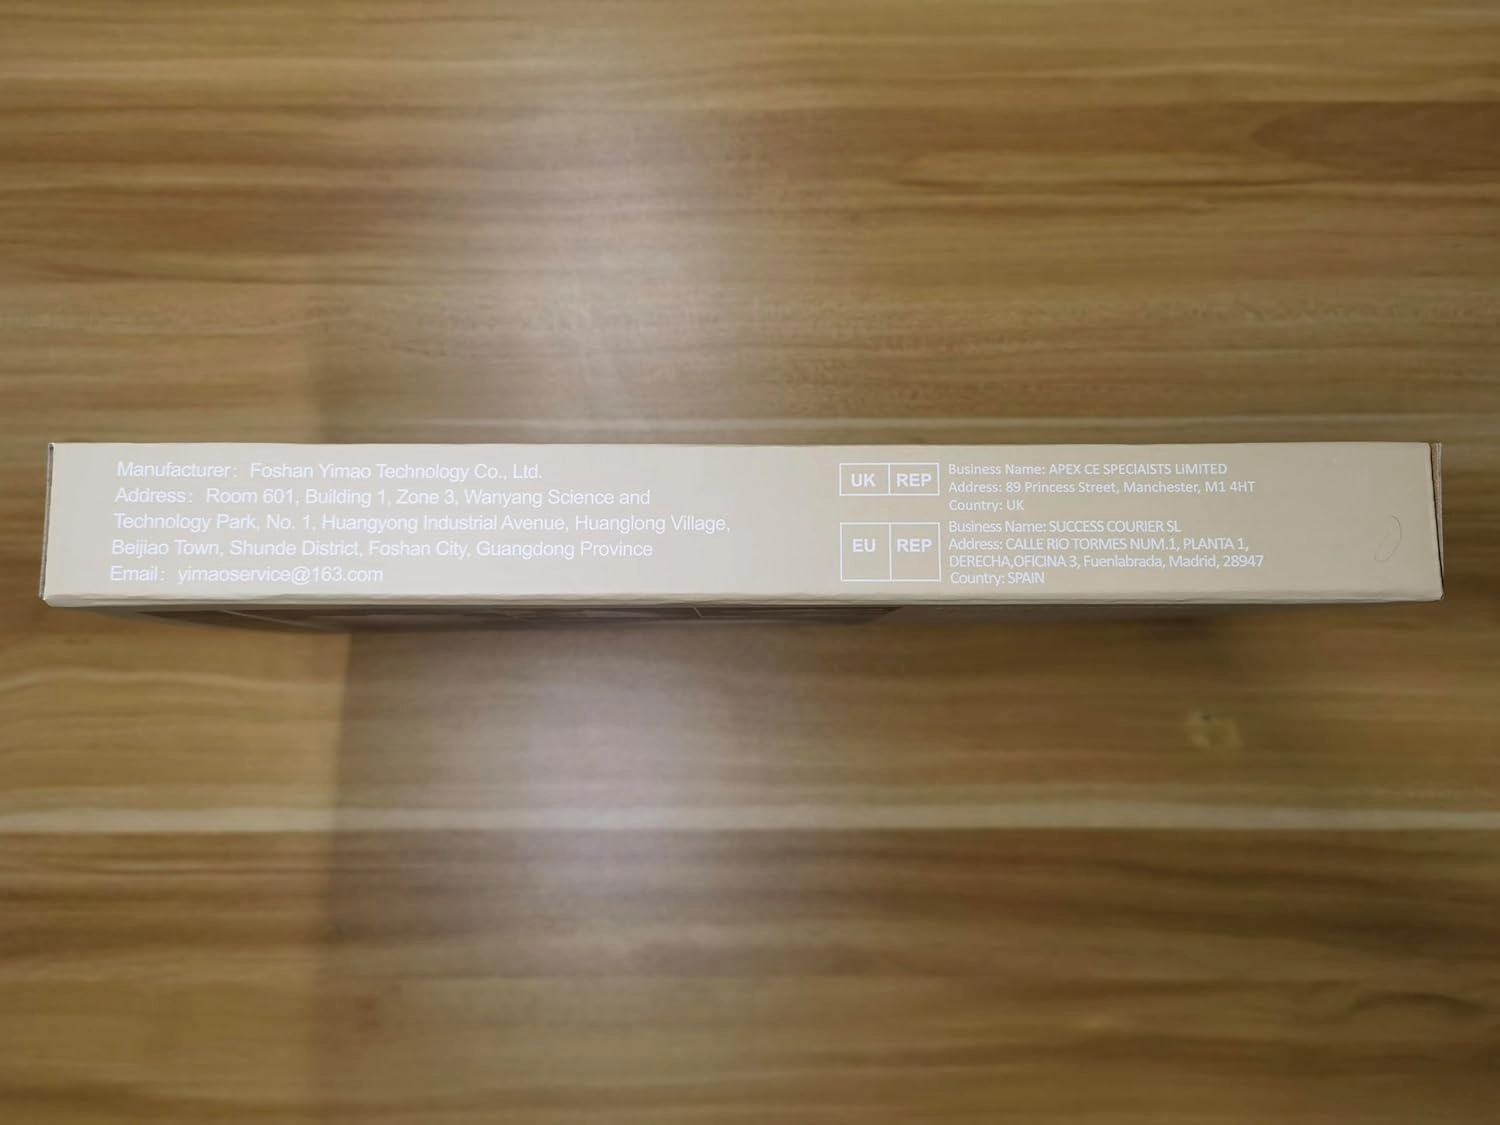 Manufacturer: Foshan Yimao Technology Co., Ltd.
Address: Room 601, Building 1, Zone 3, Wanyang Science and
Technology Park, No. 1, Huangyong Industrial Avenue, Huanglong Village,
Beijiao Town, Shunde District, Foshan City, Guangdong Province
Email: yimaoservice@163.com
UK REP
Business Name: APEX CE SPECIAISTS LIMITED
Address: 89 Princess Street, Manchester, M1 4HT
Country: UK
EU REP
Business Name: SUCCESS COURIER SL
Address: CALLE RIO TORMES NUM.1, PLANTA 1,
DERECHA,OFICINA 3, Fuenlabrada, Madrid, 28947
Country: SPAIN